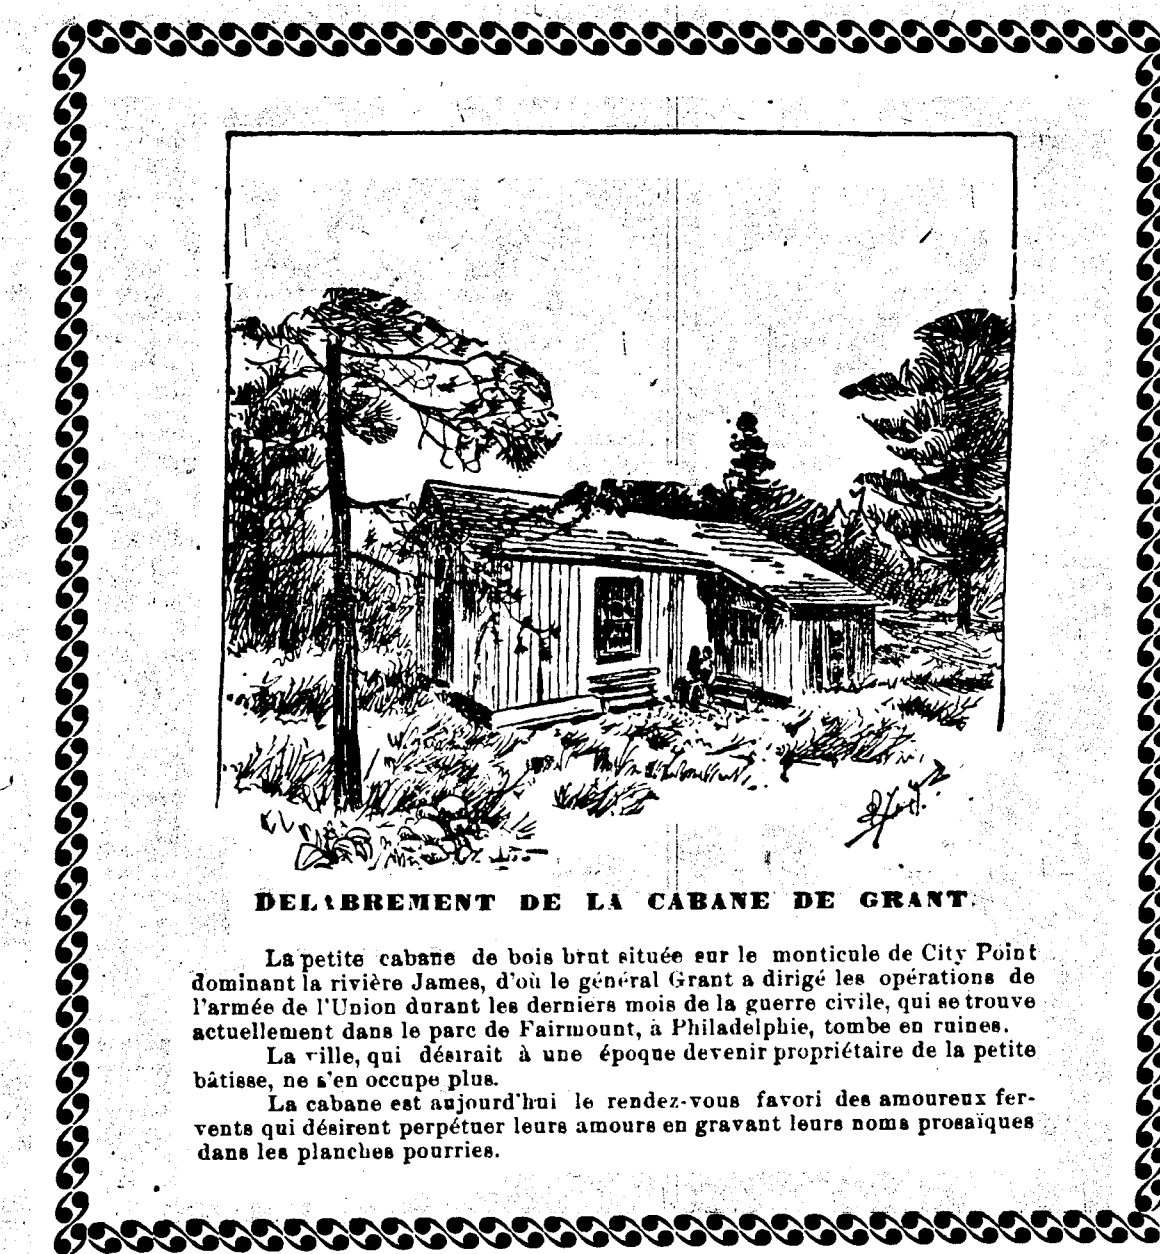 DELABREMENT DE LA CABANE DE GRANT.
La petite cabane de bois brut située sur le monticule de City Point
dominant la rivière James, d'où le général Grant a dirigé les opérations de
l'armée de l'Union durant les derniers mois de la guerre civile, qui se trouve
actuellement dans le parc de Fairmount, à Philadelphie, tombe en ruines.
La ville, qui désirait à une époque devenir propriétaire de la petite
bâtisse, ne s'en occupe plus.
La cabane est aujourd'hui le rendez-vous favori des amoureux fer-
vents qui désirent perpétuer leurs amours en gravant leurs noms prosaïques
dans les planches pourries.